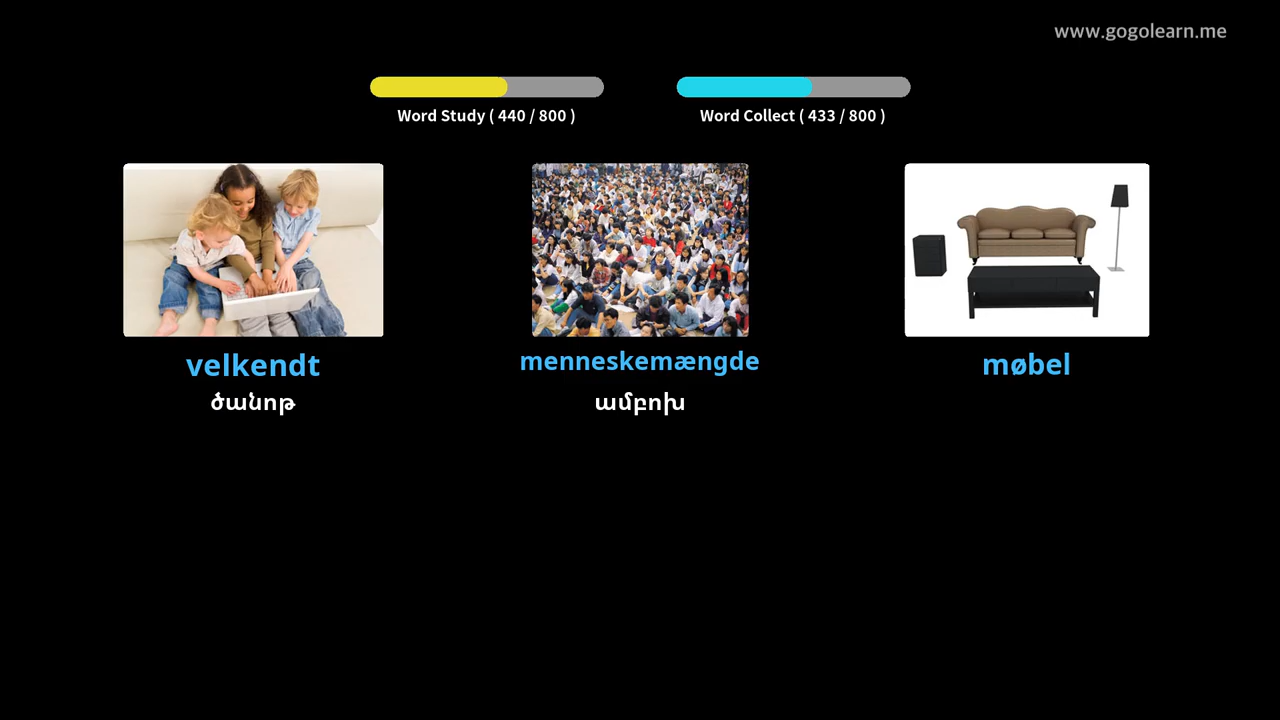 www.gogolearn.me
Word Study ( 440 / 800 )
Word Collect ( 433 / 800 )
velkendt
menneskemængde
møbel
ծանոթ
ամբոխ